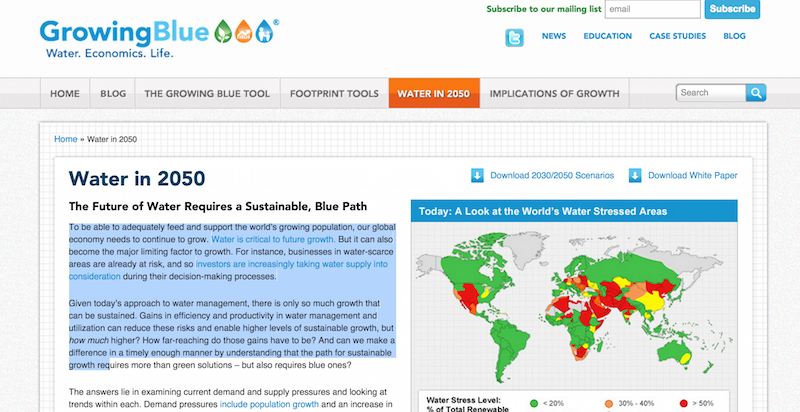 Subscribe to our mailing list email Subscribe
GrowingBlue®
Water. Economics. Life.
NEWS EDUCATION CASE STUDIES BLOG
HOME BLOG THE GROWING BLUE TOOL FOOTPRINT TOOLS WATER IN 2050 IMPLICATIONS OF GROWTH Search
Home » Water in 2050
Water in 2050
Download 2030/2050 Scenarios Download White Paper
The Future of Water Requires a Sustainable, Blue Path
To be able to adequately feed and support the world's growing population, our global
economy needs to continue to grow. Water is critical to future growth. But it can also
become the major limiting factor to growth. For instance, businesses in water-scarce
areas are already at risk, and so investors are increasingly taking water supply into
consideration during their decision-making processes.
Given today's approach to water management, there is only so much growth that
can be sustained. Gains in efficiency and productivity in water management and
utilization can reduce these risks and enable higher levels of sustainable growth, but
how much higher? How far-reaching do those gains have to be? And can we make a
difference in a timely enough manner by understanding that the path for sustainable
growth requires more than green solutions – but also requires blue ones?
The answers lie in examining current demand and supply pressures and looking at
trends within each. Demand pressures include population growth and an increase in
Today: A Look at the World's Water Stressed Areas
Water Stress Level: < 20% 30% - 40% > 50%
% of Total Renewable